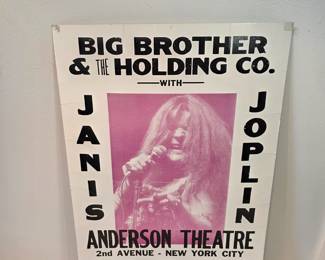 BIG BROTHER
& THE HOLDING CO.
WITH
JANIS
JOPLIN
ANDERSON THEATRE
2nd AVENUE - NEW YORK CITY